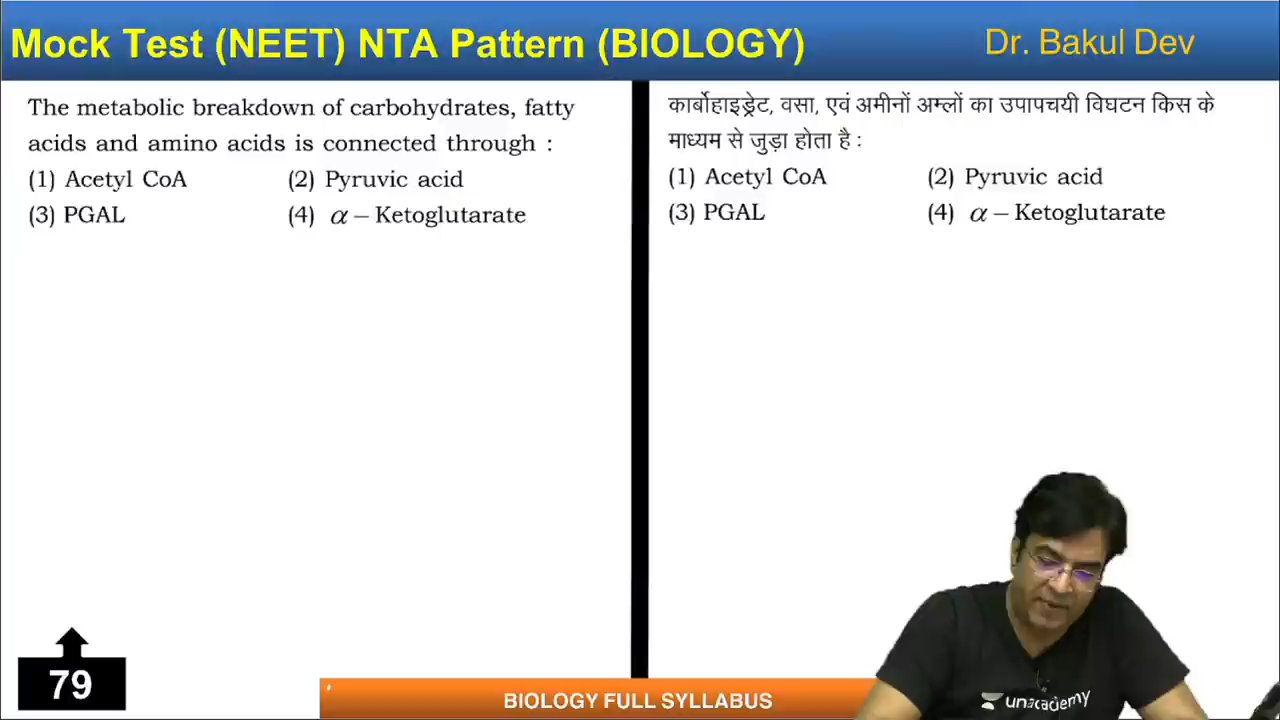 Mock Test (NEET) NTA Pattern (BIOLOGY)
Dr. Bakul Dev
The metabolic breakdown of carbohydrates, fatty
acids and amino acids is connected through :
(1) Acetyl CoA (2) Pyruvic acid
(3) PGAL (4) α – Ketoglutarate
कार्बोहाइड्रेट, वसा, एवं अमीनों अम्लों का उपापचयी विघटन किस के
माध्यम से जुड़ा होता है :
(1) Acetyl CoA (2) Pyruvic acid
(3) PGAL (4) α – Ketoglutarate
79
BIOLOGY FULL SYLLABUS
unacademy